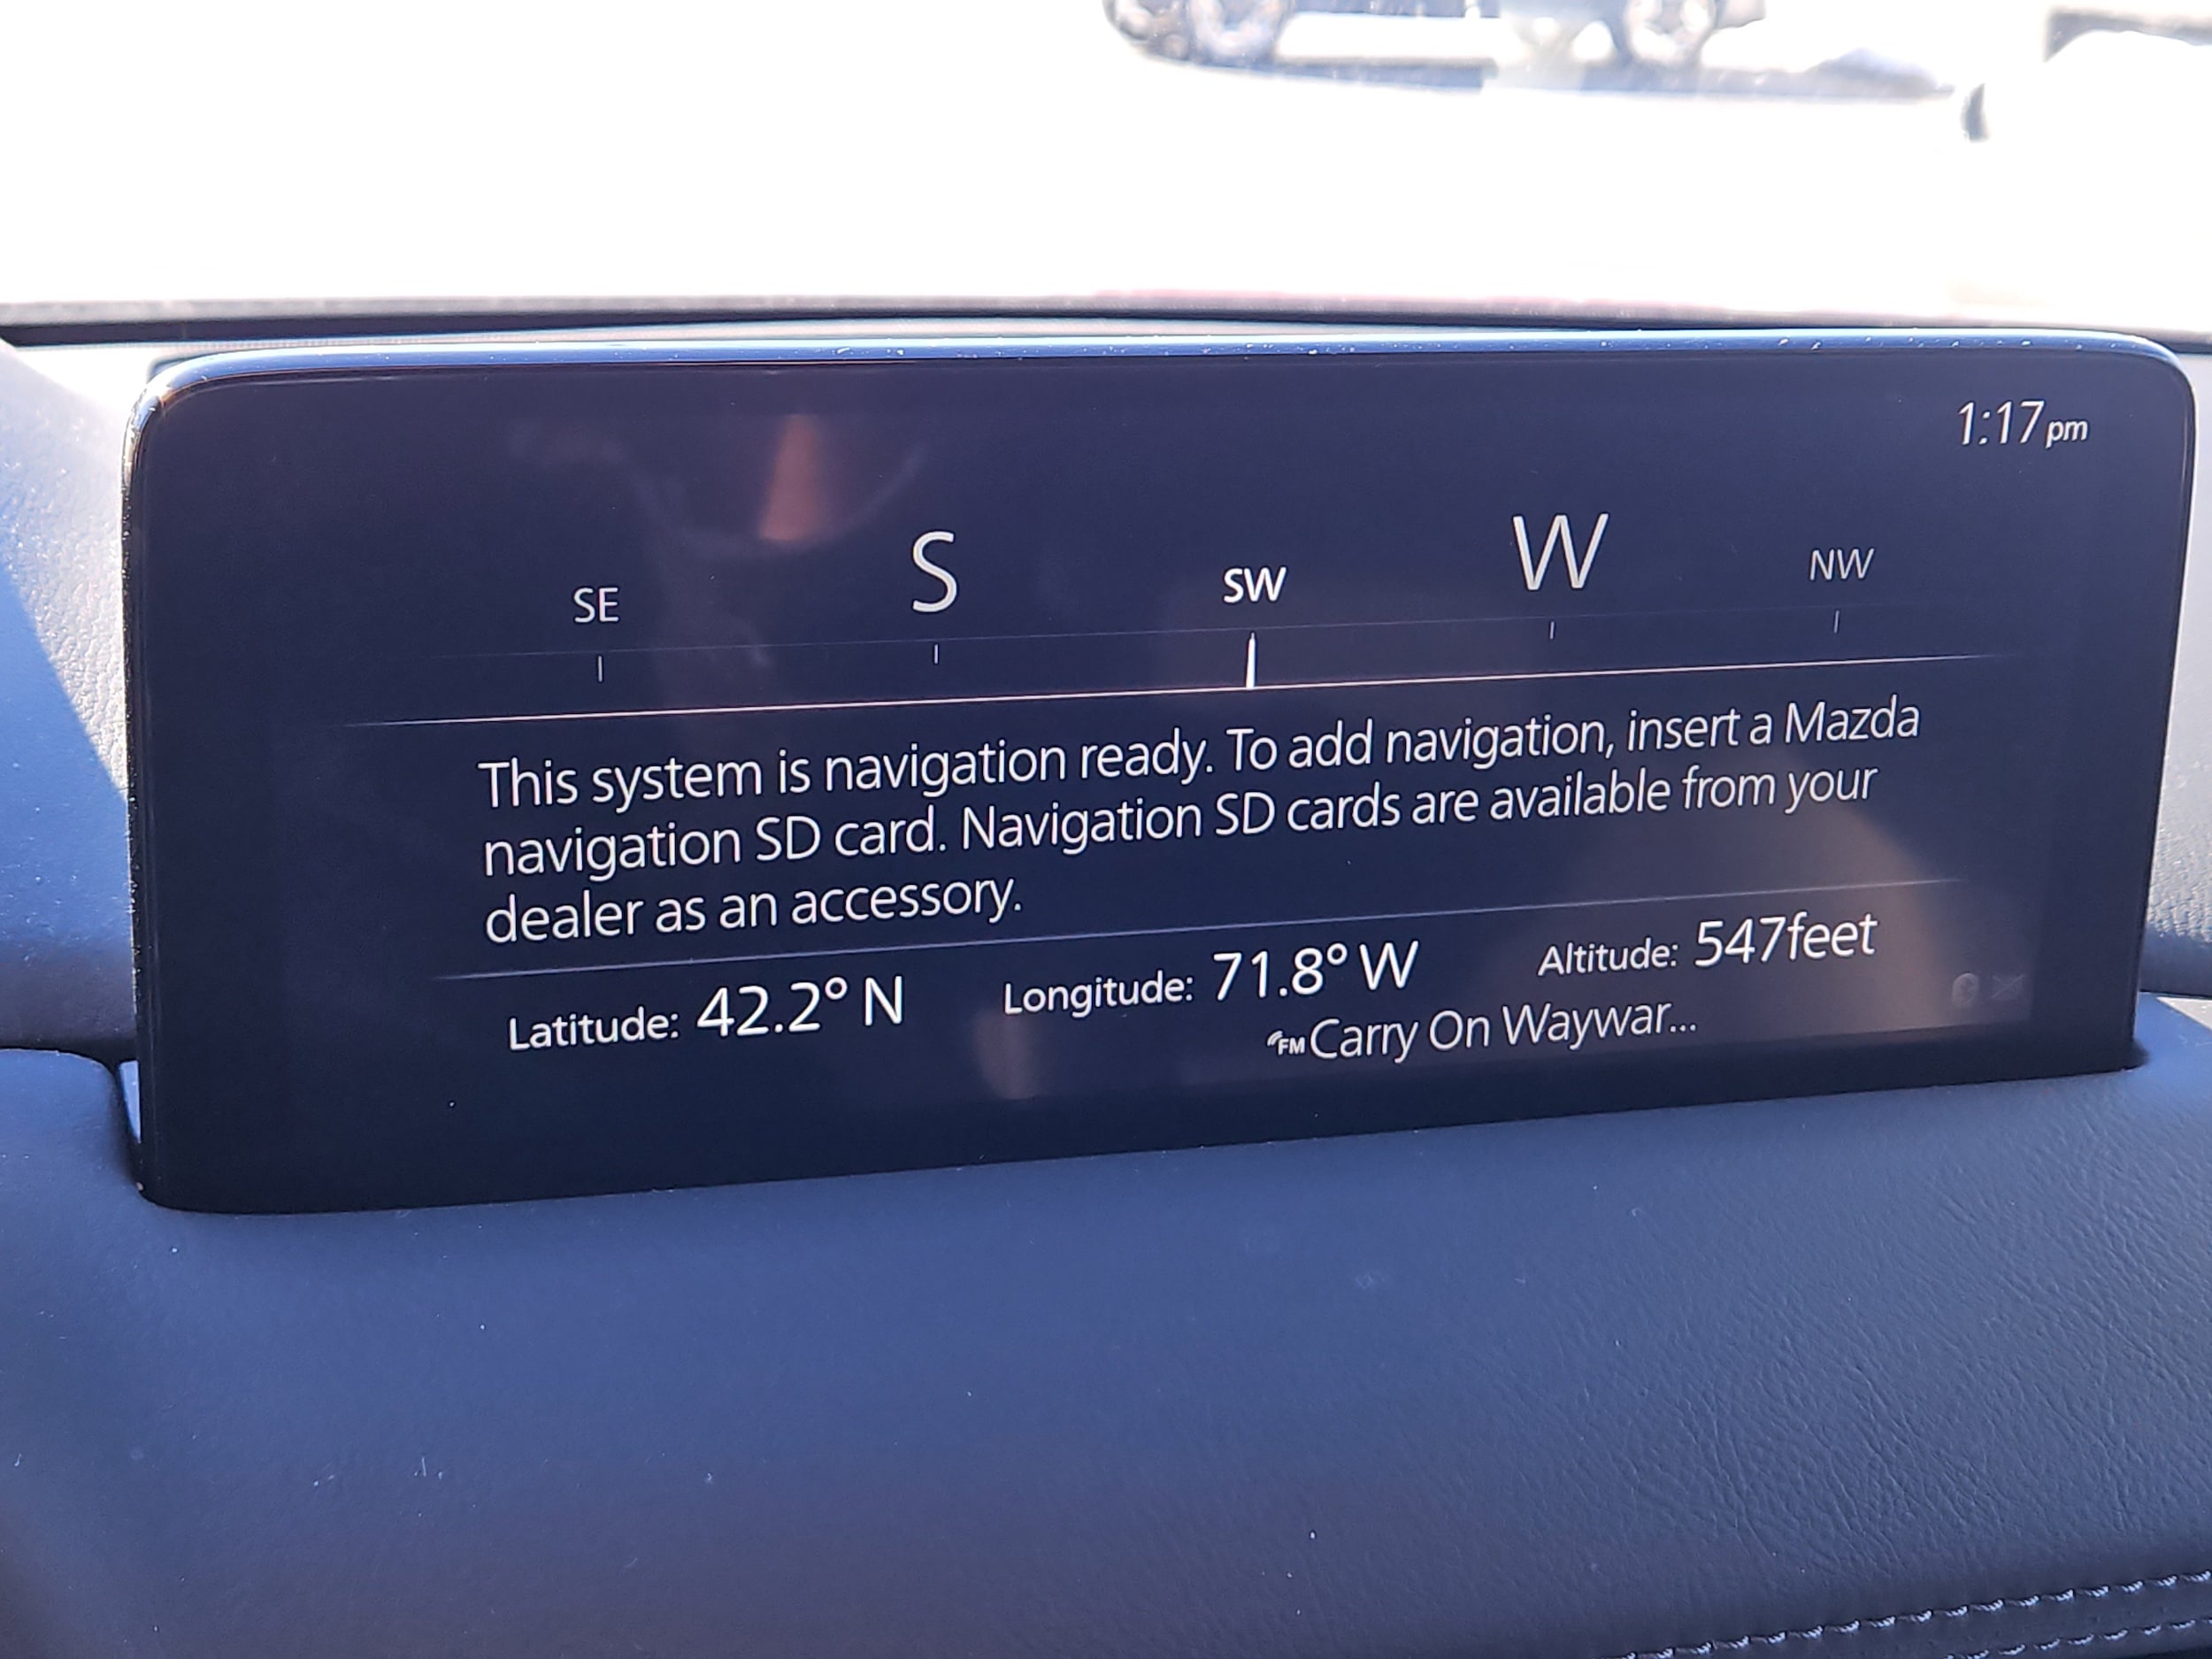 1:17 pm
SE S SW W NW
This system is navigation ready. To add navigation, insert a Mazda
navigation SD card. Navigation SD cards are available from your
dealer as an accessory.
Latitude: 42.2° N Longitude: 71.8° W Altitude: 547feet
FM Carry On Waywar...